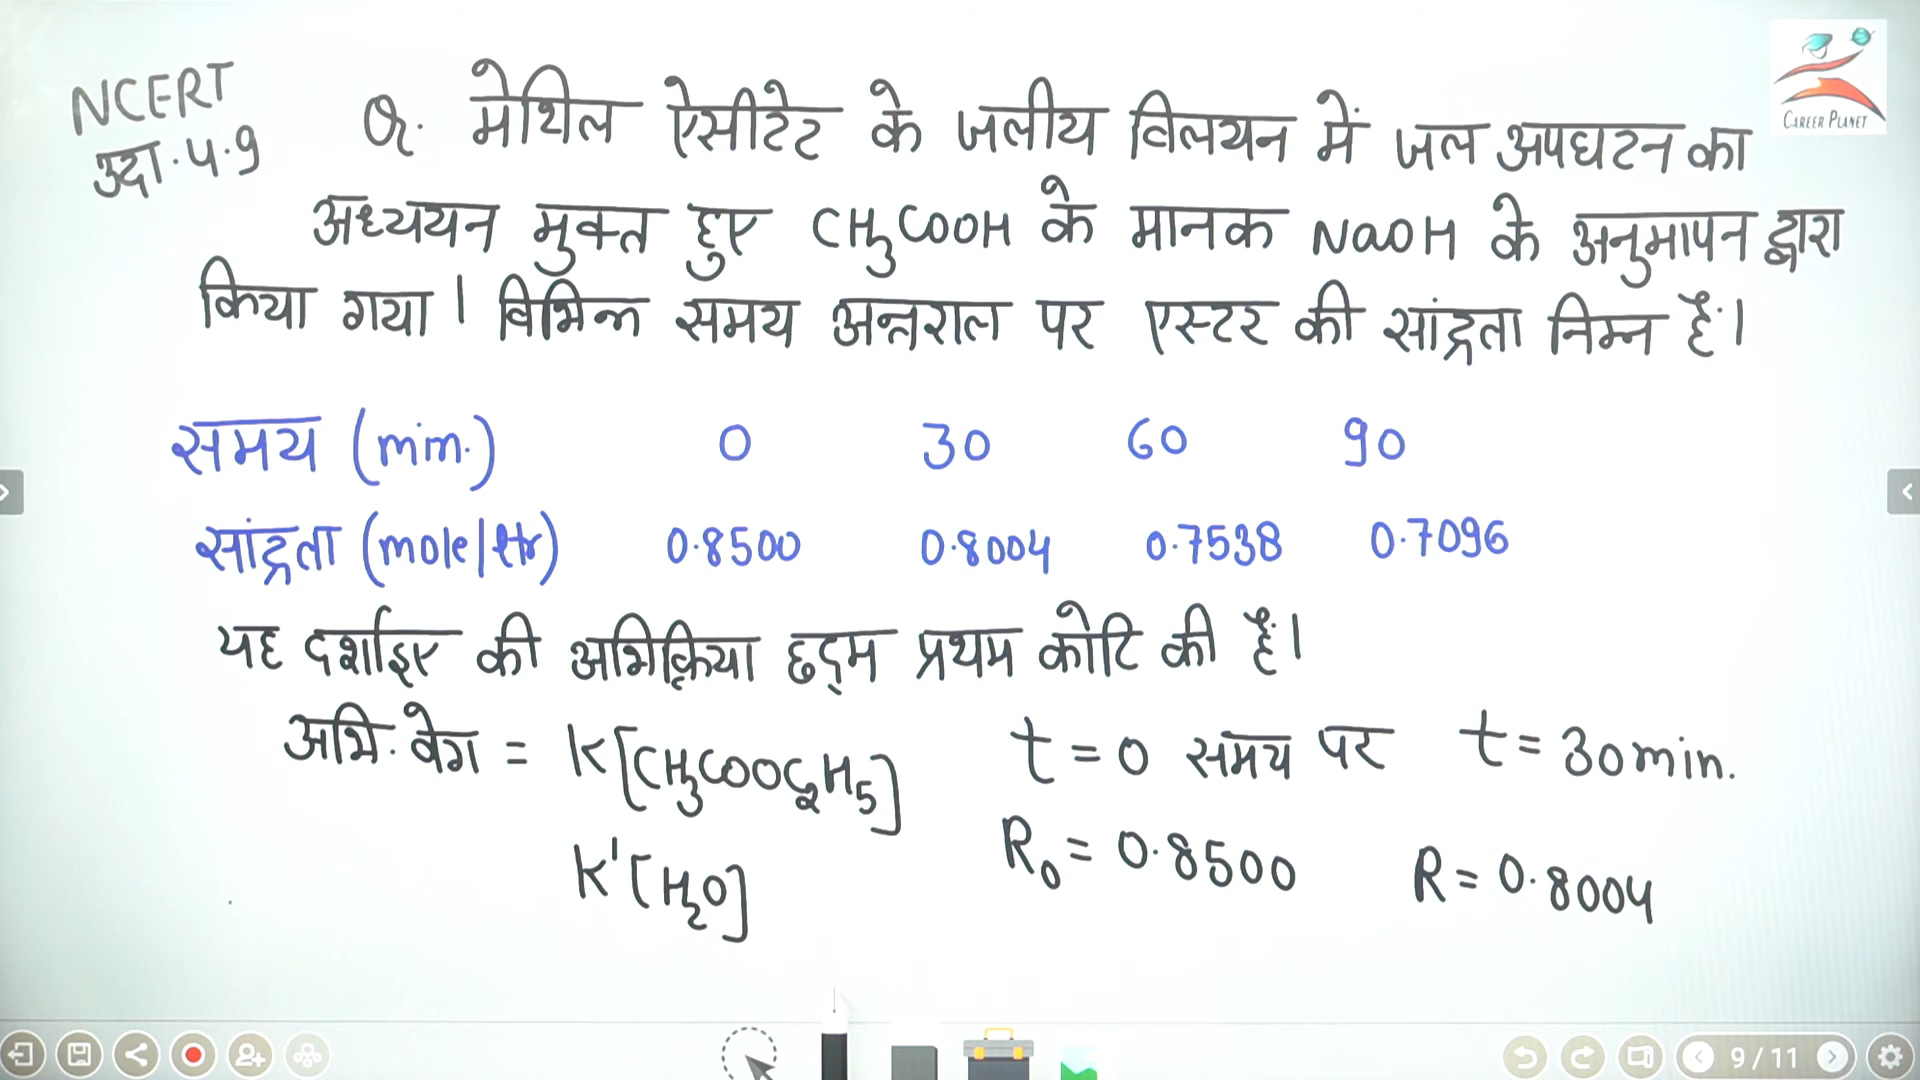 CAREER PLANET
NCERT
उदा. 4.9
Q. मेथिल ऐसीटेट के जलीय विलयन में जल अपघटन का
अध्ययन मुक्त हुए CH₃COOH के मानक NaOH के अनुमापन द्वारा
किया गया। विभिन्न समय अन्तराल पर एस्टर की सांद्रता निम्न हैं।
समय (min.) 0 30 60 90
सांद्रता (mole/ltr) 0.8500 0.8004 0.7538 0.7096
यह दर्शाइए की अभिक्रिया छद्म प्रथम कोटि की हैं।
अभि. वेग = K[CH₃COOC₂H₅] t = 0 समय पर t = 30 min.
K'[H₂O] R₀ = 0.8500 R = 0.8004
9/11